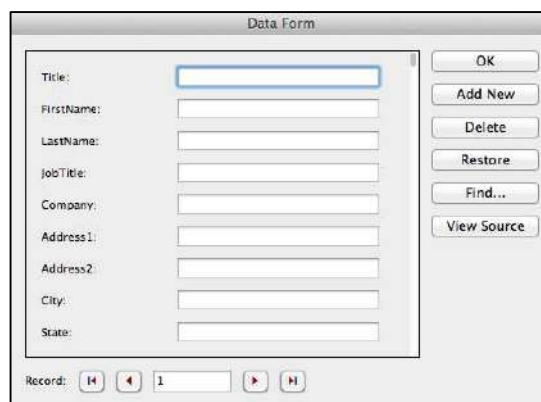 Data Form
Title:
FirstName:
LastName:
JobTitle:
Company:
Address1:
Address2:
City:
State:
OK
Add New
Delete
Restore
Find...
View Source
Record: 1